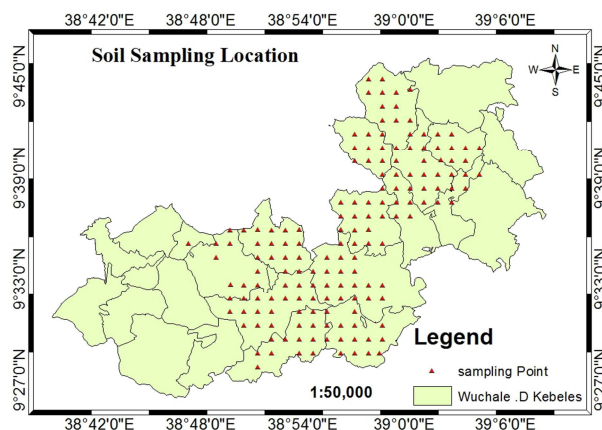 38°42'0"E 38°48'0"E 38°54'0"E 39°0'0"E 39°6'0"E
Soil Sampling Location
N
W E
S
9°45'0"N 9°45'0"N
9°39'0"N 9°39'0"N
9°33'0"N 9°33'0"N
9°27'0"N 9°27'0"N
Legend
sampling Point
1:50,000
Wuchale .D Kebeles
38°42'0"E 38°48'0"E 38°54'0"E 39°0'0"E 39°6'0"E